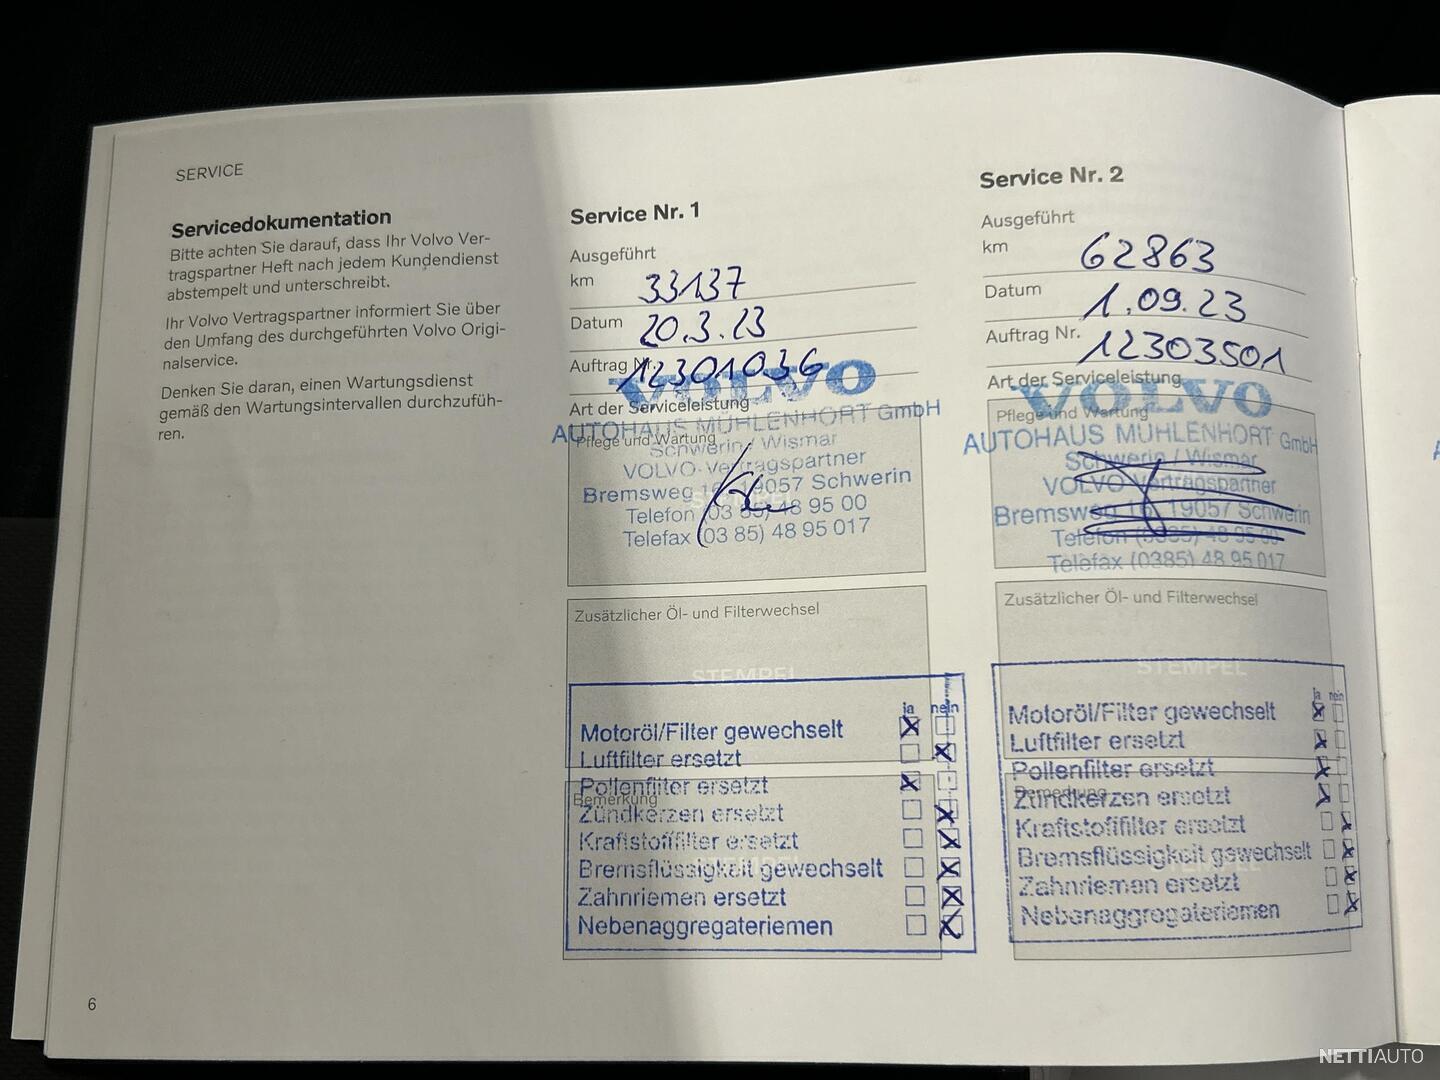 SERVICE
Servicedokumentation
Bitte achten Sie darauf, dass Ihr Volvo Ver-
tragspartner Heft nach jedem Kundendienst
abstempelt und unterschreibt.
Ihr Volvo Vertragspartner informiert Sie über
den Umfang des durchgeführten Volvo Origi-
nalservice.
Denken Sie daran, einen Wartungsdienst
gemäß den Wartungsintervallen durchzufüh-
ren.
6
Service Nr. 1
Ausgeführt
km 33137
Datum 20.3.23
Auftrag Nr. 12301036
VOLVO
Art der Serviceleistung
AUTOHAUS MÜHLENHORT GmbH
Pflege und Wartung
Schwerin / Wismar
VOLVO-Vertragspartner
Bremsweg 16, 19057 Schwerin
STEMPEL
Telefon (03 85) 48 95 00
Telefax (03 85) 48 95 017
Zusätzlicher Öl- und Filterwechsel
STEMPEL
ja nein
Motoröl/Filter gewechselt
Luftfilter ersetzt
Pollenfilter ersetzt
Bemerkung
Zündkerzen ersetzt
Kraftstofffilter ersetzt
Bremsflüssigkeit gewechselt
STEMPEL
Zahnriemen ersetzt
Nebenaggregateriemen
Service Nr. 2
Ausgeführt
km 62863
Datum 1.09.23
Auftrag Nr. 12303501
Art der Serviceleistung
VOLVO
Pflege und Wartung
AUTOHAUS MÜHLENHORT GmbH
Schwerin / Wismar
VOLVO-Vertragspartner
Bremsweg 16, 19057 Schwerin
Telefon (0385) 48 95 00
Telefax (0385) 48 95 017
Zusätzlicher Öl- und Filterwechsel
STEMPEL
ja nein
Motoröl/Filter gewechselt
Luftfilter ersetzt
Pollenfilter ersetzt
Bemerkung
Zündkerzen ersetzt
Kraftstofffilter ersetzt
Bremsflüssigkeit gewechselt
STEMPEL
Zahnriemen ersetzt
Nebenaggregateriemen
NETTIAUTO